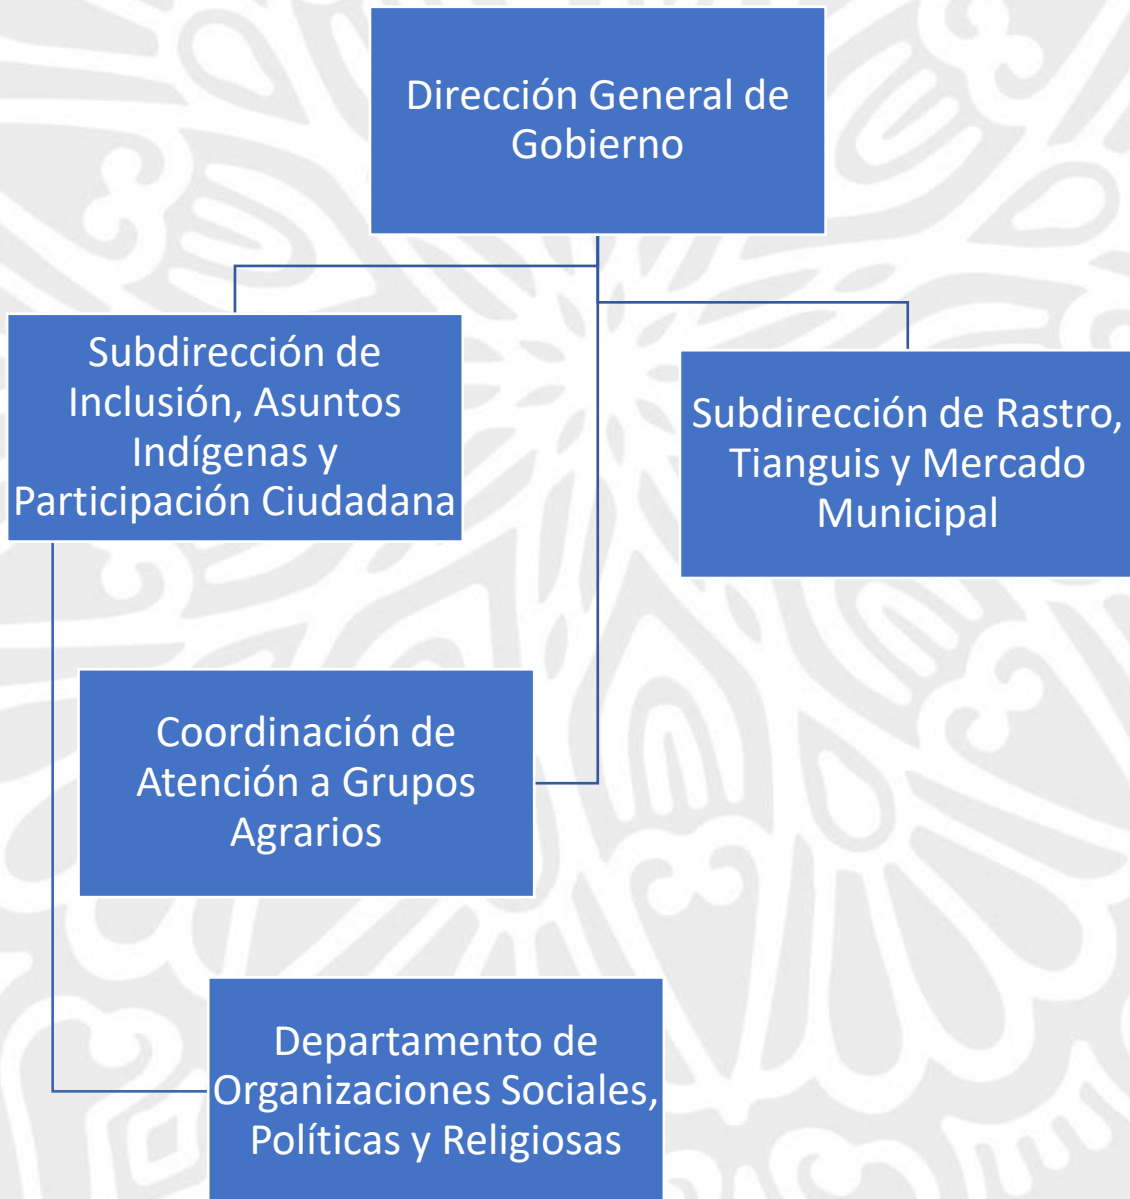 Dirección General de
Gobierno
Subdirección de
Inclusión, Asuntos
Indígenas y
Participación Ciudadana
Subdirección de Rastro,
Tianguis y Mercado
Municipal
Coordinación de
Atención a Grupos
Agrarios
Departamento de
Organizaciones Sociales,
Políticas y Religiosas